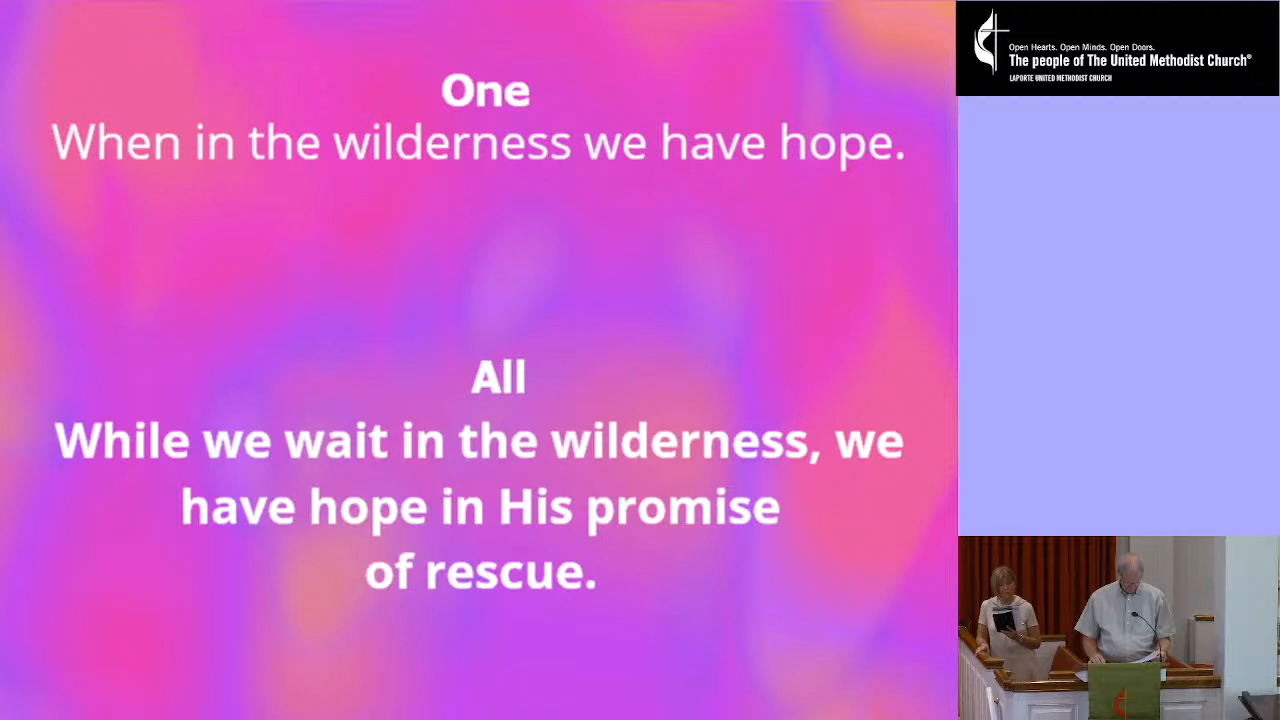 One
When in the wilderness we have hope.
All
While we wait in the wilderness, we
have hope in His promise
of rescue.
Open Hearts. Open Minds. Open Doors.
The people of The United Methodist Church®
LAPORTE UNITED METHODIST CHURCH